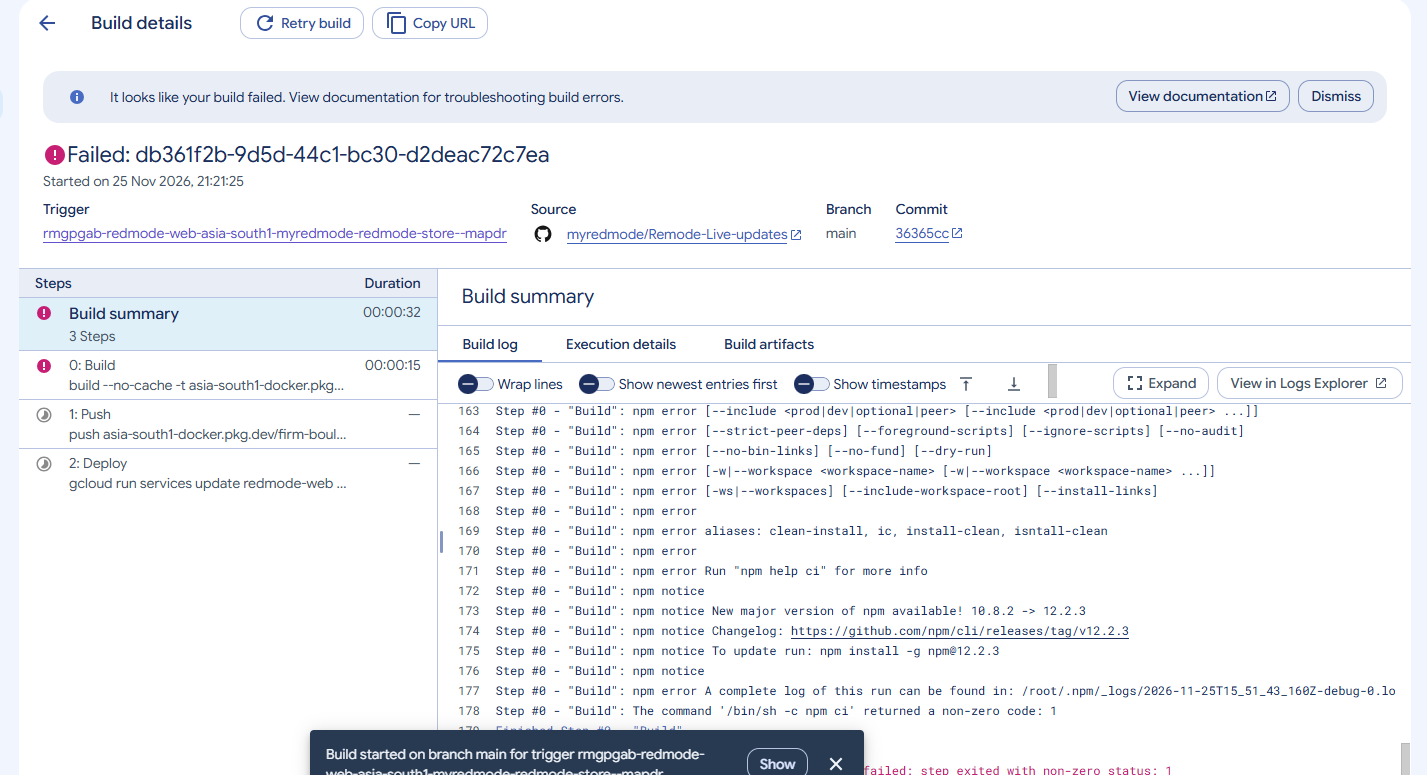 Build details
Retry build
Copy URL
It looks like your build failed. View documentation for troubleshooting build errors.
View documentation
Dismiss
Failed: db361f2b-9d5d-44c1-bc30-d2deac72c7ea
Started on 25 Nov 2026, 21:21:25
Trigger
rmgpgab-redmode-web-asia-south1-myredmode-redmode-store--mapdr
Source
myredmode/Remode-Live-updates
Branch
main
Commit
36365cc
Steps Duration
Build summary 00:00:32
3 Steps
0: Build 00:00:15
build --no-cache -t asia-south1-docker.pkg...
1: Push —
push asia-south1-docker.pkg.dev/firm-boul...
2: Deploy —
gcloud run services update redmode-web ...
Build summary
Build log Execution details Build artifacts
Wrap lines Show newest entries first Show timestamps Expand View in Logs Explorer
163 Step #0 - "Build": npm error [--include <prod|dev|optional|peer> [--include <prod|dev|optional|peer> ...]]
164 Step #0 - "Build": npm error [--strict-peer-deps] [--foreground-scripts] [--ignore-scripts] [--no-audit]
165 Step #0 - "Build": npm error [--no-bin-links] [--no-fund] [--dry-run]
166 Step #0 - "Build": npm error [-w|--workspace <workspace-name> [-w|--workspace <workspace-name> ...]]
167 Step #0 - "Build": npm error [-ws|--workspaces] [--include-workspace-root] [--install-links]
168 Step #0 - "Build": npm error
169 Step #0 - "Build": npm error aliases: clean-install, ic, install-clean, isntall-clean
170 Step #0 - "Build": npm error
171 Step #0 - "Build": npm error Run "npm help ci" for more info
172 Step #0 - "Build": npm notice
173 Step #0 - "Build": npm notice New major version of npm available! 10.8.2 -> 12.2.3
174 Step #0 - "Build": npm notice Changelog: https://github.com/npm/cli/releases/tag/v12.2.3
175 Step #0 - "Build": npm notice To update run: npm install -g npm@12.2.3
176 Step #0 - "Build": npm notice
177 Step #0 - "Build": npm error A complete log of this run can be found in: /root/.npm/_logs/2026-11-25T15_51_43_160Z-debug-0.lo
178 Step #0 - "Build": The command '/bin/sh -c npm ci' returned a non-zero code: 1
179 Finished Step #0 - "Build"
failed: step exited with non-zero status: 1
Build started on branch main for trigger rmgpgab-redmode-
web-asia-south1-myredmode-redmode-store--mapdr
Show